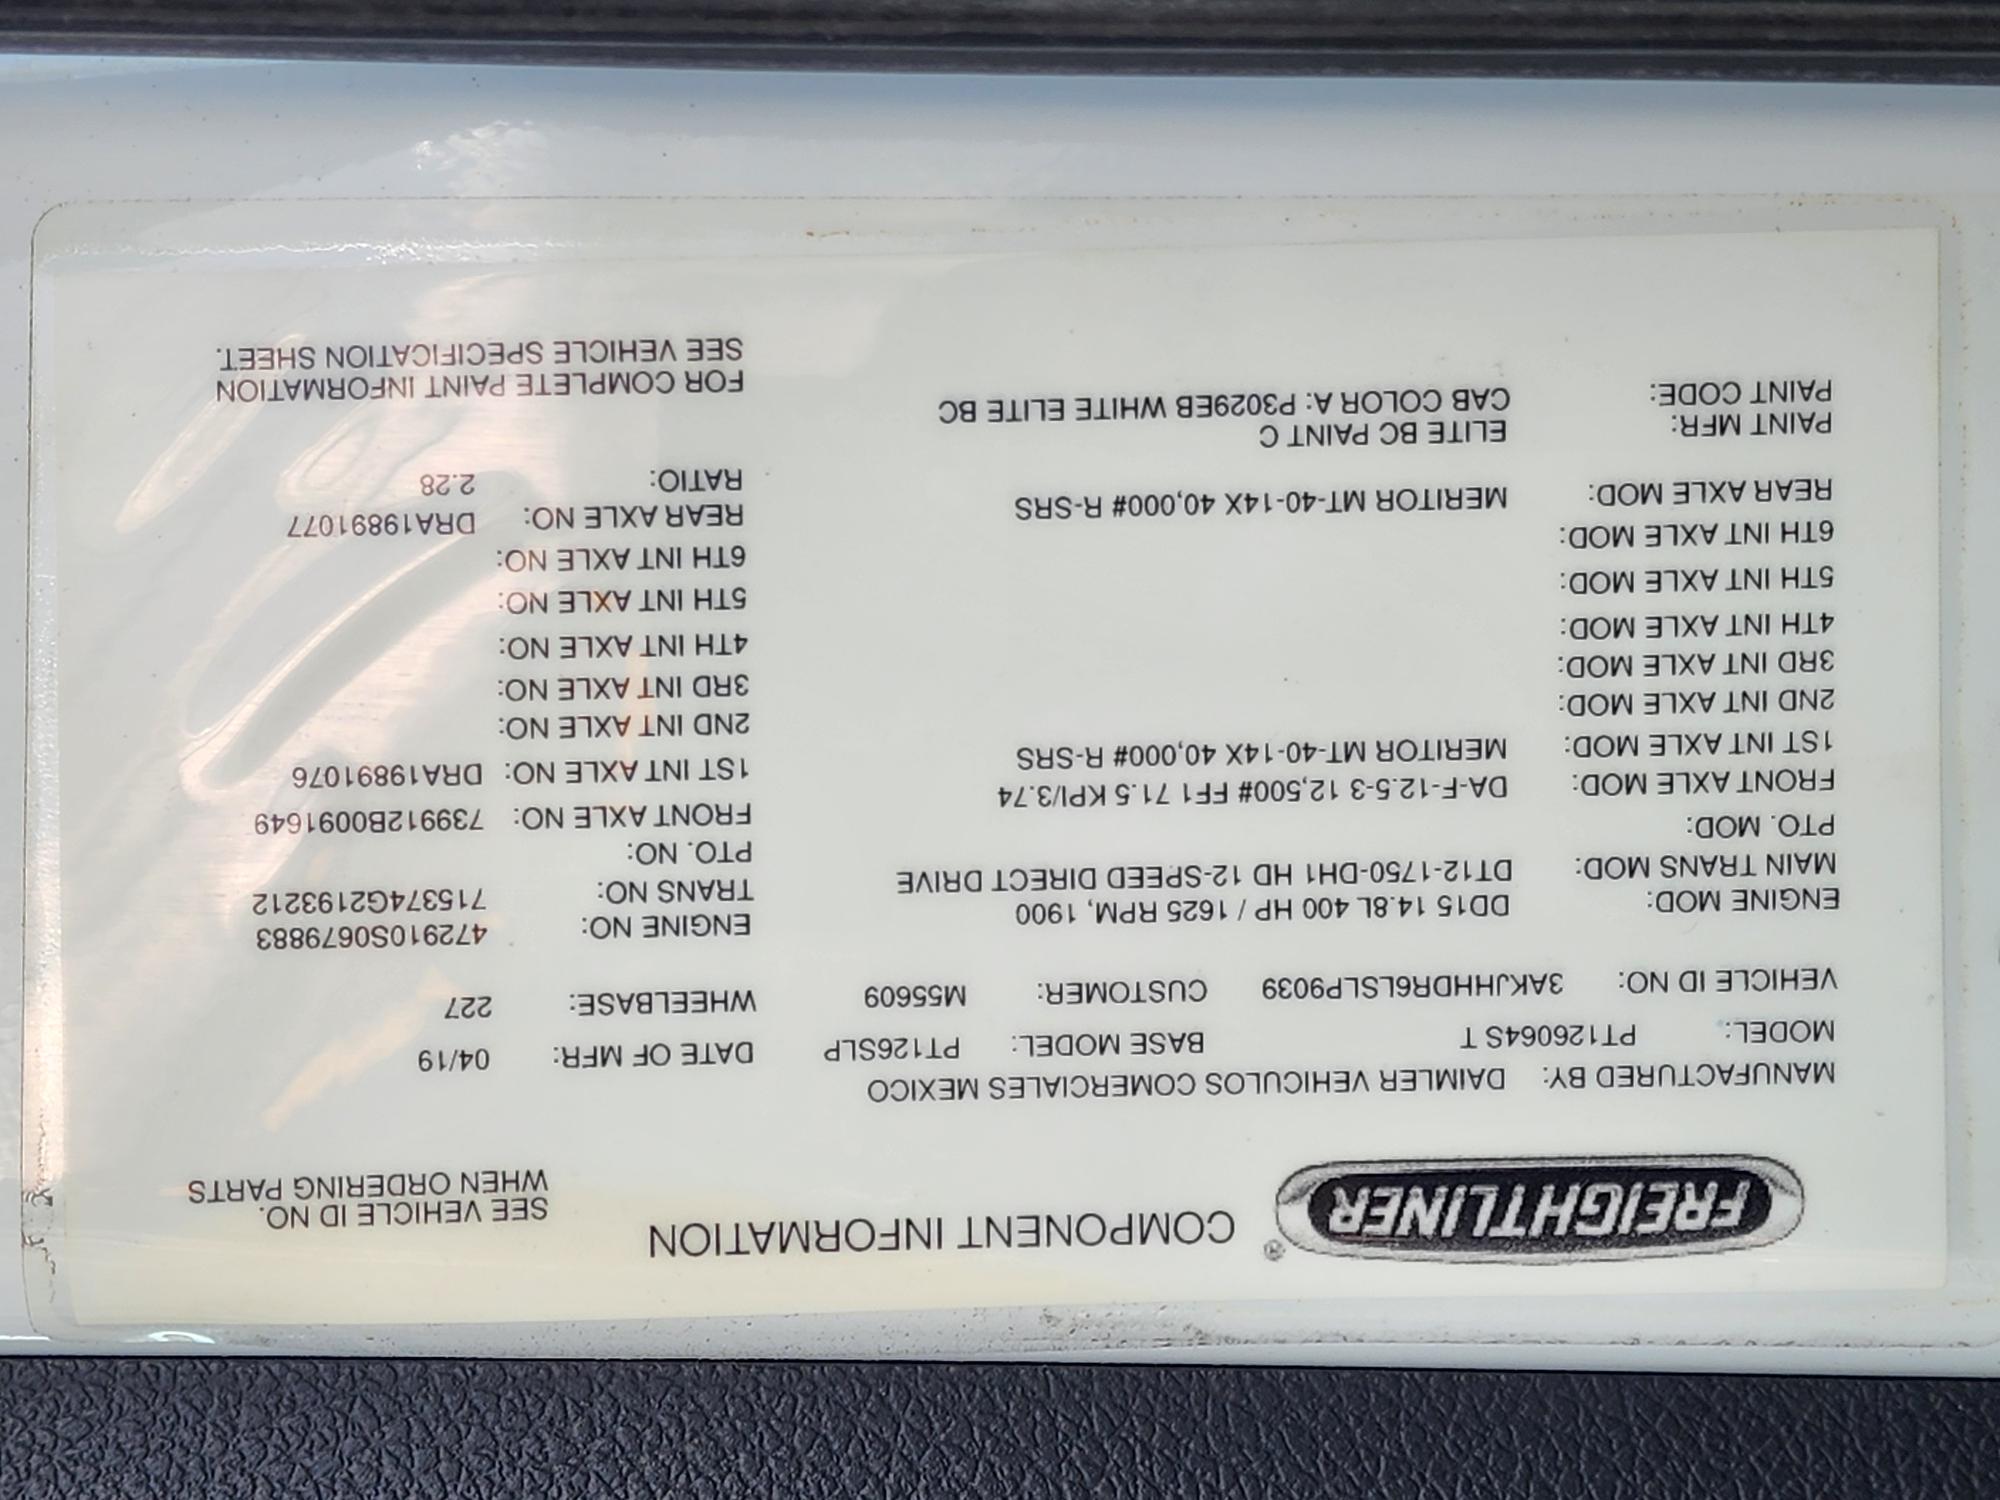 FREIGHTLINER ® COMPONENT INFORMATION
SEE VEHICLE ID NO.
WHEN ORDERING PARTS
MANUFACTURED BY: DAIMLER VEHICULOS COMERCIALES MEXICO
MODEL: PT126064S T BASE MODEL: PT126SLP DATE OF MFR: 04/19
VEHICLE ID NO: 3AKJHHDR6LSLP9039 CUSTOMER: M55609 WHEELBASE: 227
ENGINE MOD: DD15 14.8L 400 HP / 1625 RPM, 1900 ENGINE NO: 472910S0679883
MAIN TRANS MOD: DT12-1750-DH1 HD 12-SPEED DIRECT DRIVE TRANS NO: 715374G2193212
PTO. MOD: PTO. NO:
FRONT AXLE MOD: DA-F-12.5-3 12,500# FF1 71.5 KPI/3.74 FRONT AXLE NO: 739912B0091649
1ST INT AXLE MOD: MERITOR MT-40-14X 40,000# R-SRS 1ST INT AXLE NO: DRA19891076
2ND INT AXLE MOD: 2ND INT AXLE NO:
3RD INT AXLE MOD: 3RD INT AXLE NO:
4TH INT AXLE MOD: 4TH INT AXLE NO:
5TH INT AXLE MOD: 5TH INT AXLE NO:
6TH INT AXLE MOD: 6TH INT AXLE NO:
REAR AXLE MOD: MERITOR MT-40-14X 40,000# R-SRS REAR AXLE NO: DRA19891077
RATIO: 2.28
PAINT MFR: ELITE BC PAINT C
PAINT CODE: CAB COLOR A: P3029EB WHITE ELITE BC
FOR COMPLETE PAINT INFORMATION
SEE VEHICLE SPECIFICATION SHEET.